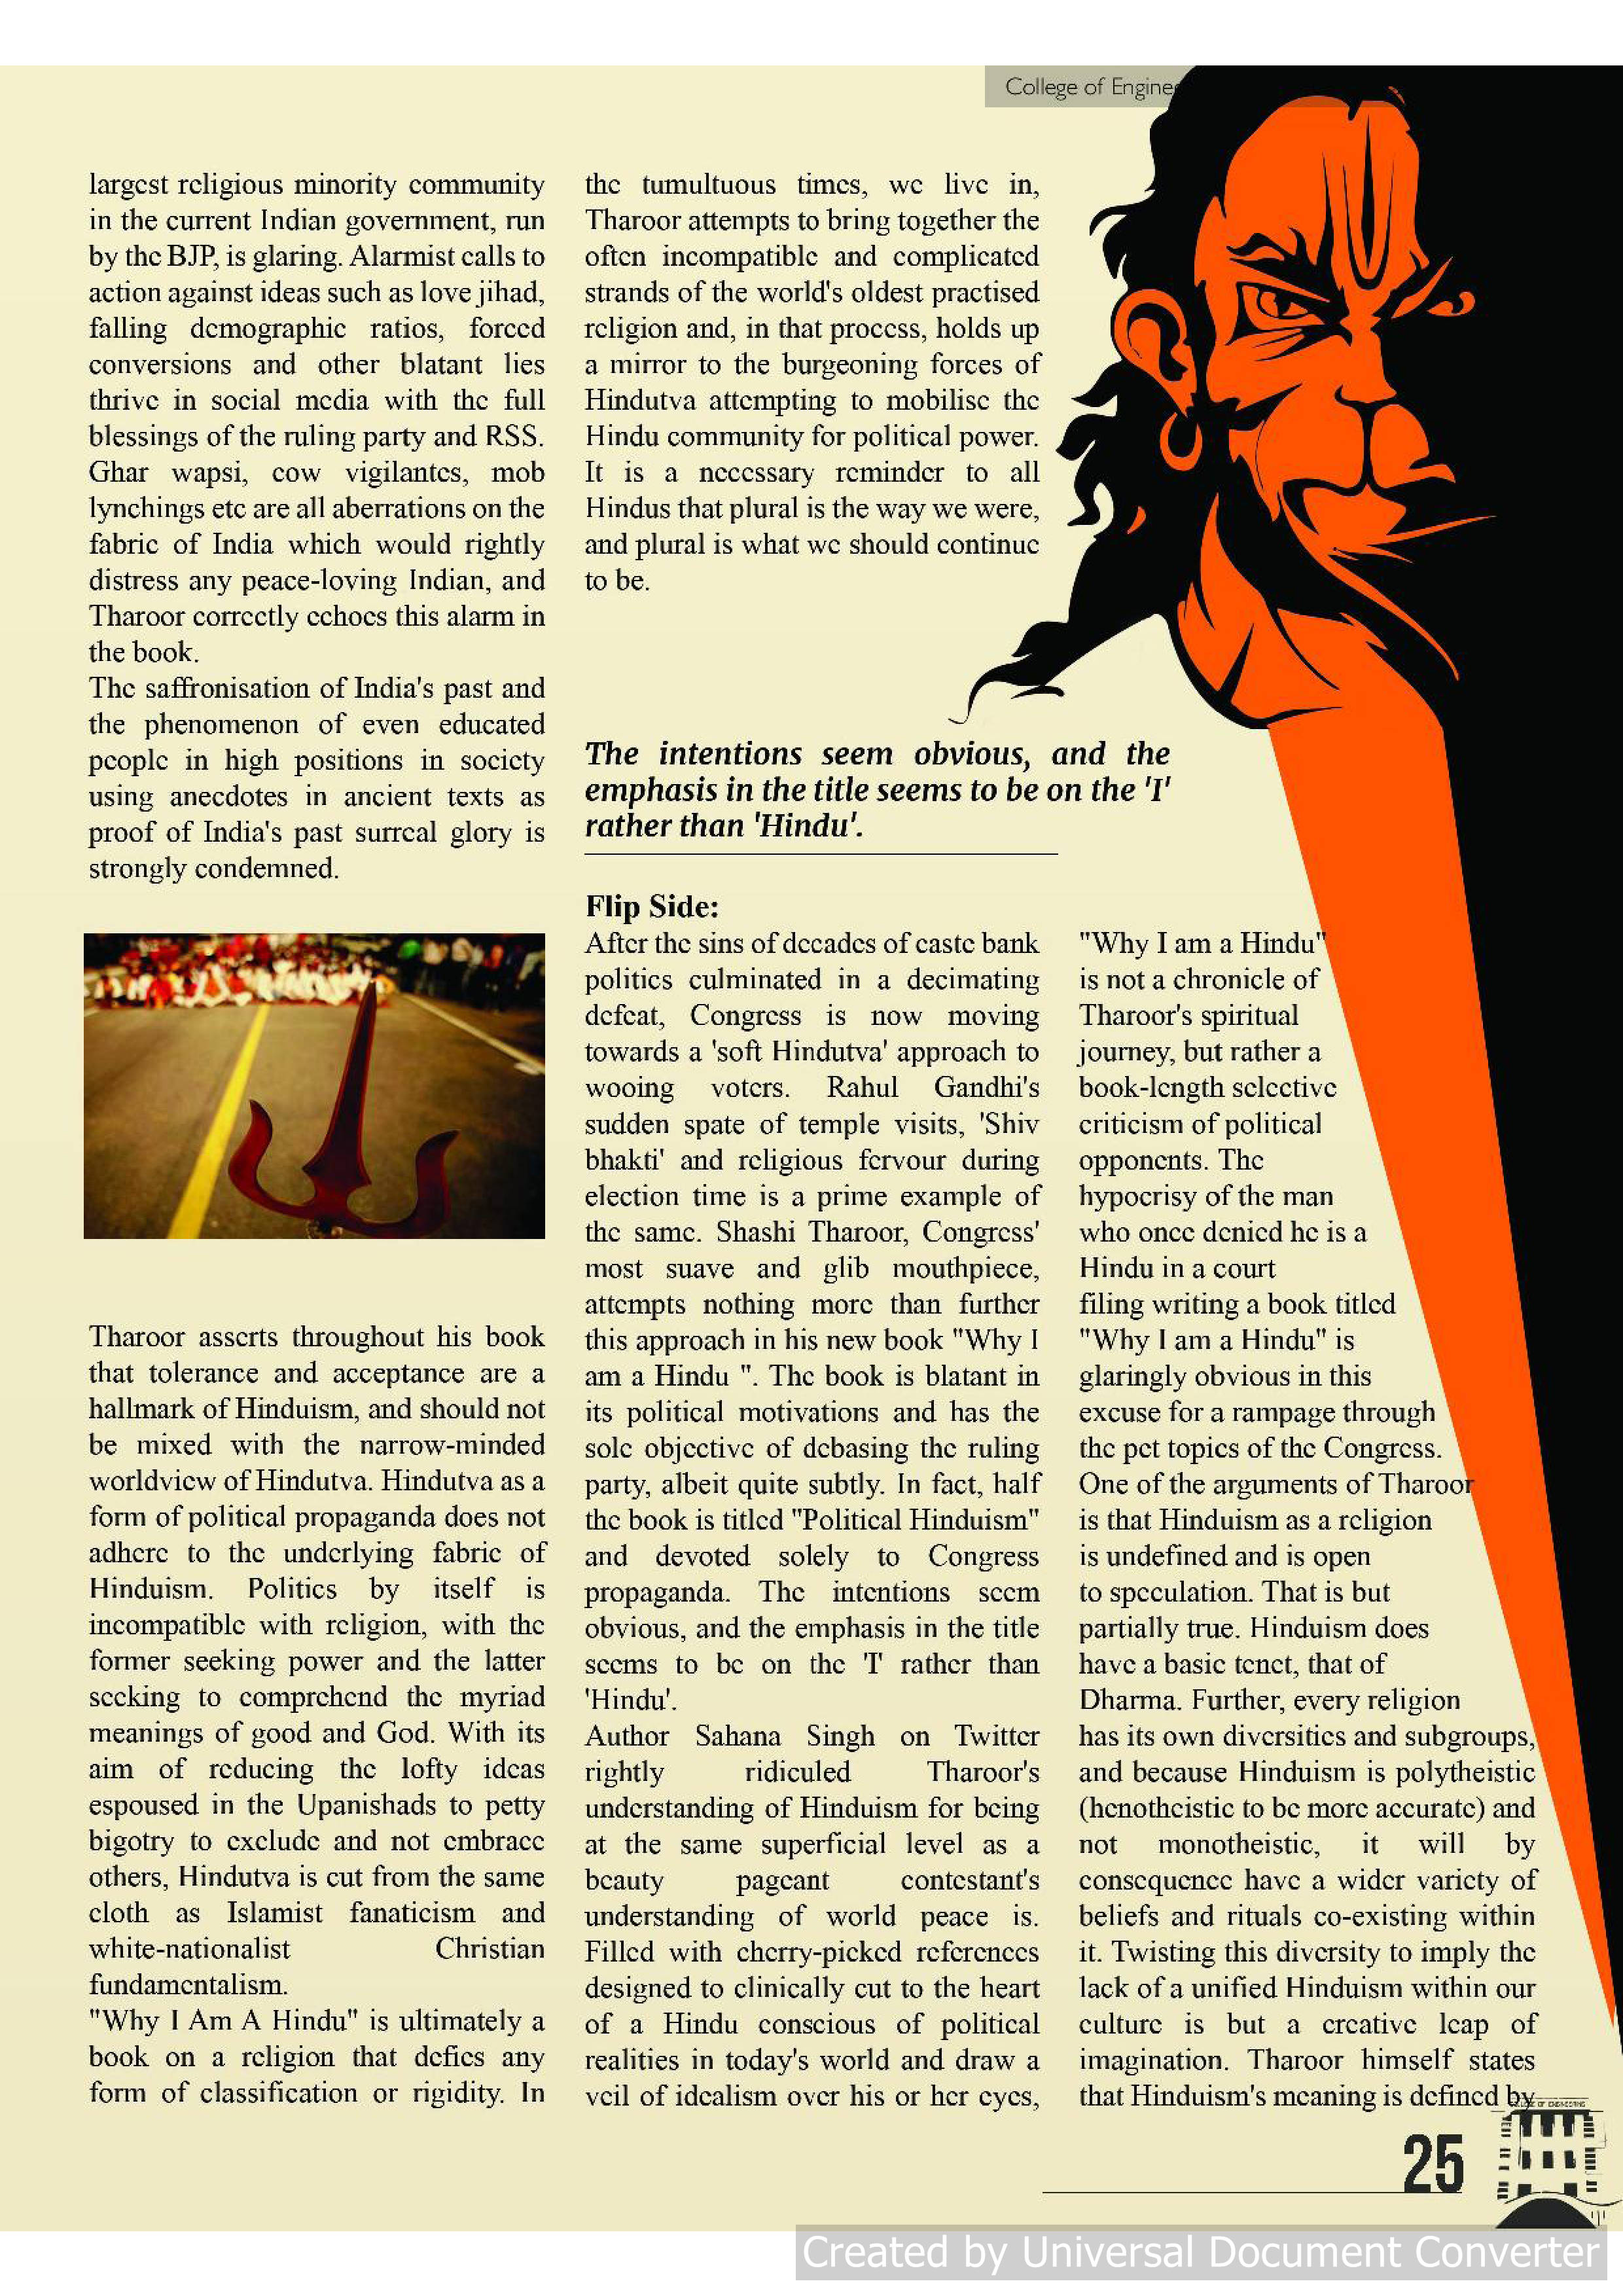 College of Engine
largest religious minority community
in the current Indian government, run
by the BJP, is glaring. Alarmist calls to
action against ideas such as love jihad,
falling demographic ratios, forced
conversions and other blatant lies
thrive in social media with the full
blessings of the ruling party and RSS.
Ghar wapsi, cow vigilantes, mob
lynchings etc are all aberrations on the
fabric of India which would rightly
distress any peace-loving Indian, and
Tharoor correctly echoes this alarm in
the book.
The saffronisation of India's past and
the phenomenon of even educated
people in high positions in society
using anecdotes in ancient texts as
proof of India's past surreal glory is
strongly condemned.
Tharoor asserts throughout his book
that tolerance and acceptance are a
hallmark of Hinduism, and should not
be mixed with the narrow-minded
worldview of Hindutva. Hindutva as a
form of political propaganda does not
adhere to the underlying fabric of
Hinduism. Politics by itself is
incompatible with religion, with the
former seeking power and the latter
seeking to comprehend the myriad
meanings of good and God. With its
aim of reducing the lofty ideas
espoused in the Upanishads to petty
bigotry to exclude and not embrace
others, Hindutva is cut from the same
cloth as Islamist fanaticism and
white-nationalist Christian
fundamentalism.
"Why I Am A Hindu" is ultimately a
book on a religion that defies any
form of classification or rigidity. In
the tumultuous times, we live in,
Tharoor attempts to bring together the
often incompatible and complicated
strands of the world's oldest practised
religion and, in that process, holds up
a mirror to the burgeoning forces of
Hindutva attempting to mobilise the
Hindu community for political power.
It is a necessary reminder to all
Hindus that plural is the way we were,
and plural is what we should continue
to be.
The intentions seem obvious, and the
emphasis in the title seems to be on the 'I'
rather than 'Hindu'.
Flip Side:
After the sins of decades of caste bank
politics culminated in a decimating
defeat, Congress is now moving
towards a 'soft Hindutva' approach to
wooing voters. Rahul Gandhi's
sudden spate of temple visits, 'Shiv
bhakti' and religious fervour during
election time is a prime example of
the same. Shashi Tharoor, Congress'
most suave and glib mouthpiece,
attempts nothing more than further
this approach in his new book "Why I
am a Hindu ". The book is blatant in
its political motivations and has the
sole objective of debasing the ruling
party, albeit quite subtly. In fact, half
the book is titled "Political Hinduism"
and devoted solely to Congress
propaganda. The intentions seem
obvious, and the emphasis in the title
seems to be on the 'I' rather than
'Hindu'.
Author Sahana Singh on Twitter
rightly ridiculed Tharoor's
understanding of Hinduism for being
at the same superficial level as a
beauty pageant contestant's
understanding of world peace is.
Filled with cherry-picked references
designed to clinically cut to the heart
of a Hindu conscious of political
realities in today's world and draw a
veil of idealism over his or her eyes,
"Why I am a Hindu"
is not a chronicle of
Tharoor's spiritual
journey, but rather a
book-length selective
criticism of political
opponents. The
hypocrisy of the man
who once denied he is a
Hindu in a court
filing writing a book titled
"Why I am a Hindu" is
glaringly obvious in this
excuse for a rampage through
the pet topics of the Congress.
One of the arguments of Tharoor
is that Hinduism as a religion
is undefined and is open
to speculation. That is but
partially true. Hinduism does
have a basic tenet, that of
Dharma. Further, every religion
has its own diversities and subgroups,
and because Hinduism is polytheistic
(henotheistic to be more accurate) and
not monotheistic, it will by
consequence have a wider variety of
beliefs and rituals co-existing within
it. Twisting this diversity to imply the
lack of a unified Hinduism within our
culture is but a creative leap of
imagination. Tharoor himself states
that Hinduism's meaning is defined by
25
Created by Universal Document Converter